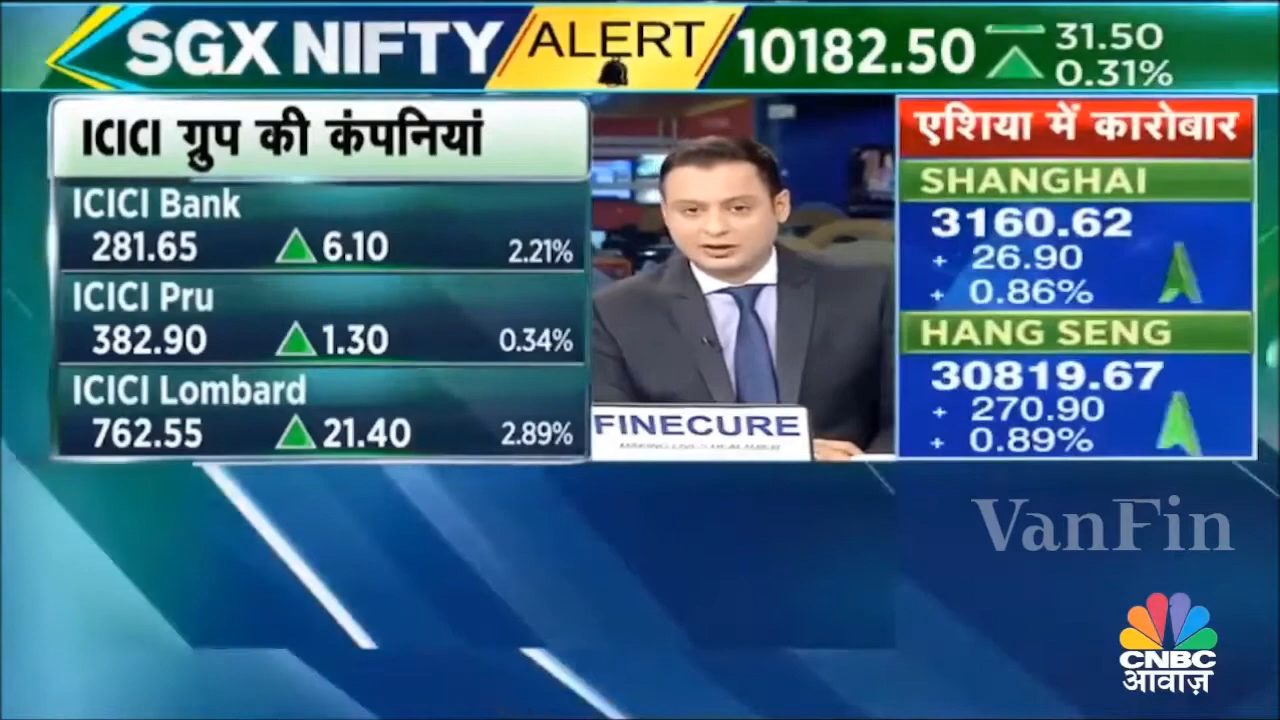 SGX NIFTY
ALERT
10182.50
31.50
0.31%
ICICI ग्रुप की कंपनियां
ICICI Bank
281.65 6.10 2.21%
ICICI Pru
382.90 1.30 0.34%
ICICI Lombard
762.55 21.40 2.89%
FINECURE
एशिया में कारोबार
SHANGHAI
3160.62
+ 26.90
+ 0.86%
HANG SENG
30819.67
+ 270.90
+ 0.89%
VanFin
CNBC
आवाज़